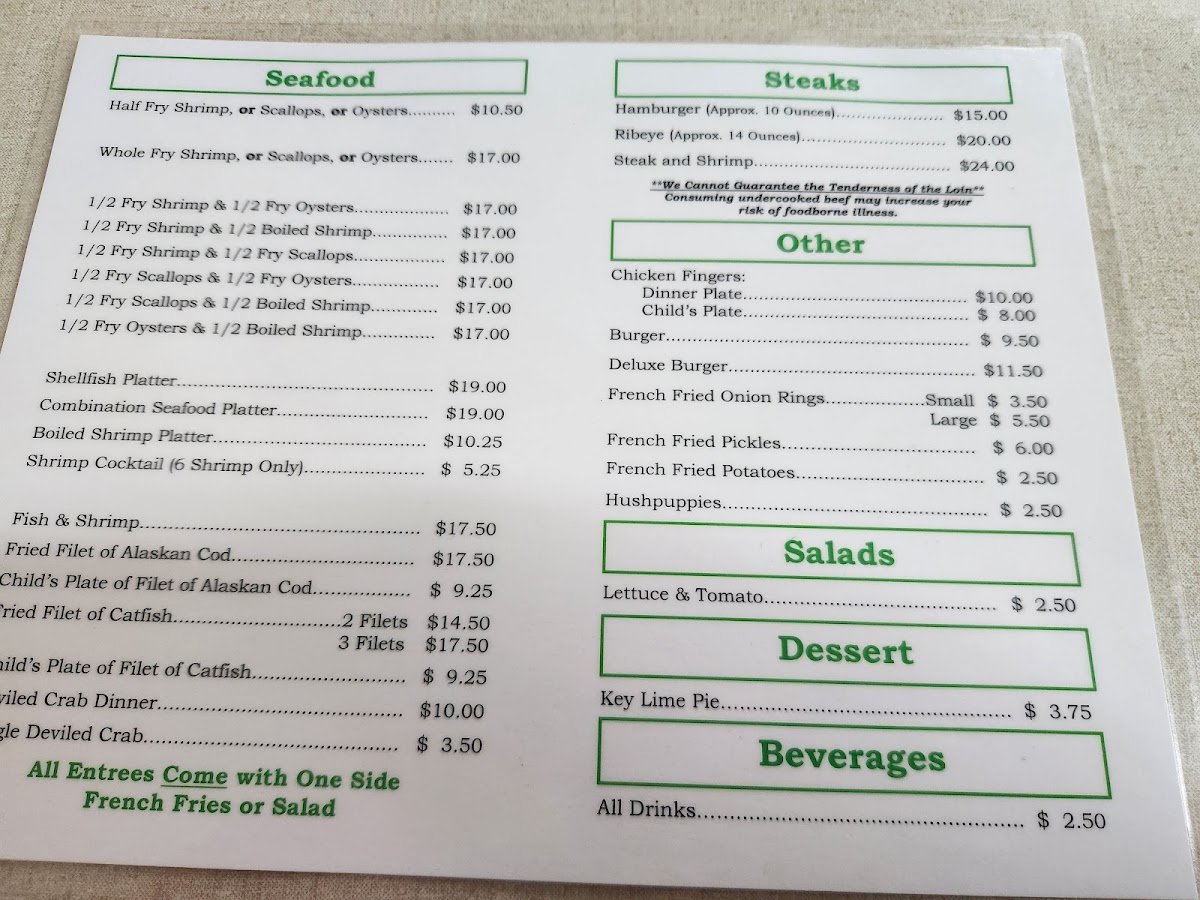 Seafood
Half Fry Shrimp, or Scallops, or Oysters.......... $10.50
Whole Fry Shrimp, or Scallops, or Oysters....... $17.00
1/2 Fry Shrimp & 1/2 Fry Oysters................... $17.00
1/2 Fry Shrimp & 1/2 Boiled Shrimp............... $17.00
1/2 Fry Shrimp & 1/2 Fry Scallops.................. $17.00
1/2 Fry Scallops & 1/2 Fry Oysters.................. $17.00
1/2 Fry Scallops & 1/2 Boiled Shrimp............. $17.00
1/2 Fry Oysters & 1/2 Boiled Shrimp.............. $17.00
Shellfish Platter.................................................. $19.00
Combination Seafood Platter............................. $19.00
Boiled Shrimp Platter.......................................... $10.25
Shrimp Cocktail (6 Shrimp Only)........................ $ 5.25
Fish & Shrimp..................................................... $17.50
Fried Filet of Alaskan Cod.................................. $17.50
Child's Plate of Filet of Alaskan Cod.................. $ 9.25
Fried Filet of Catfish...............................2 Filets $14.50
3 Filets $17.50
hild's Plate of Filet of Catfish............................ $ 9.25
viled Crab Dinner.............................................. $10.00
gle Deviled Crab................................................ $ 3.50
All Entrees Come with One Side
French Fries or Salad
Steaks
Hamburger (Approx. 10 Ounces)..................... $15.00
Ribeye (Approx. 14 Ounces)........................... $20.00
Steak and Shrimp....................................... $24.00
**We Cannot Guarantee the Tenderness of the Loin**
Consuming undercooked beef may increase your
risk of foodborne illness.
Other
Chicken Fingers:
Dinner Plate............................................ $10.00
Child's Plate............................................ $ 8.00
Burger........................................................... $ 9.50
Deluxe Burger............................................... $11.50
French Fried Onion Rings...................Small $ 3.50
Large $ 5.50
French Fried Pickles...................................... $ 6.00
French Fried Potatoes..................................... $ 2.50
Hushpuppies.................................................. $ 2.50
Salads
Lettuce & Tomato............................................ $ 2.50
Dessert
Key Lime Pie.................................................... $ 3.75
Beverages
All Drinks......................................................... $ 2.50